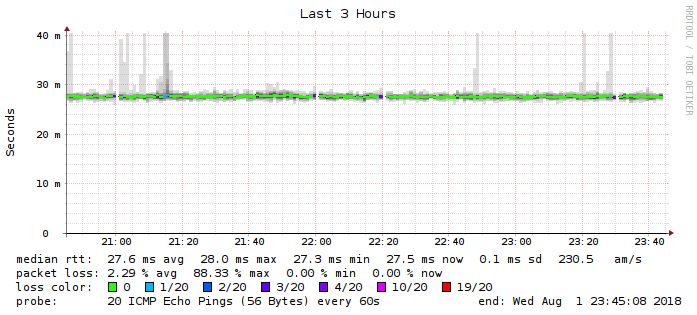 Last 3 Hours
RRDTOOL / TOBI OETIKER
Seconds
40 m
30 m
20 m
10 m
0
21:00 21:20 21:40 22:00 22:20 22:40 23:00 23:20 23:40
median rtt: 27.6 ms avg 28.0 ms max 27.3 ms min 27.5 ms now 0.1 ms sd 230.5 am/s
packet loss: 2.29 % avg 88.33 % max 0.00 % min 0.00 % now
loss color: 0 1/20 2/20 3/20 4/20 10/20 19/20
probe: 20 ICMP Echo Pings (56 Bytes) every 60s end: Wed Aug 1 23:45:08 2018